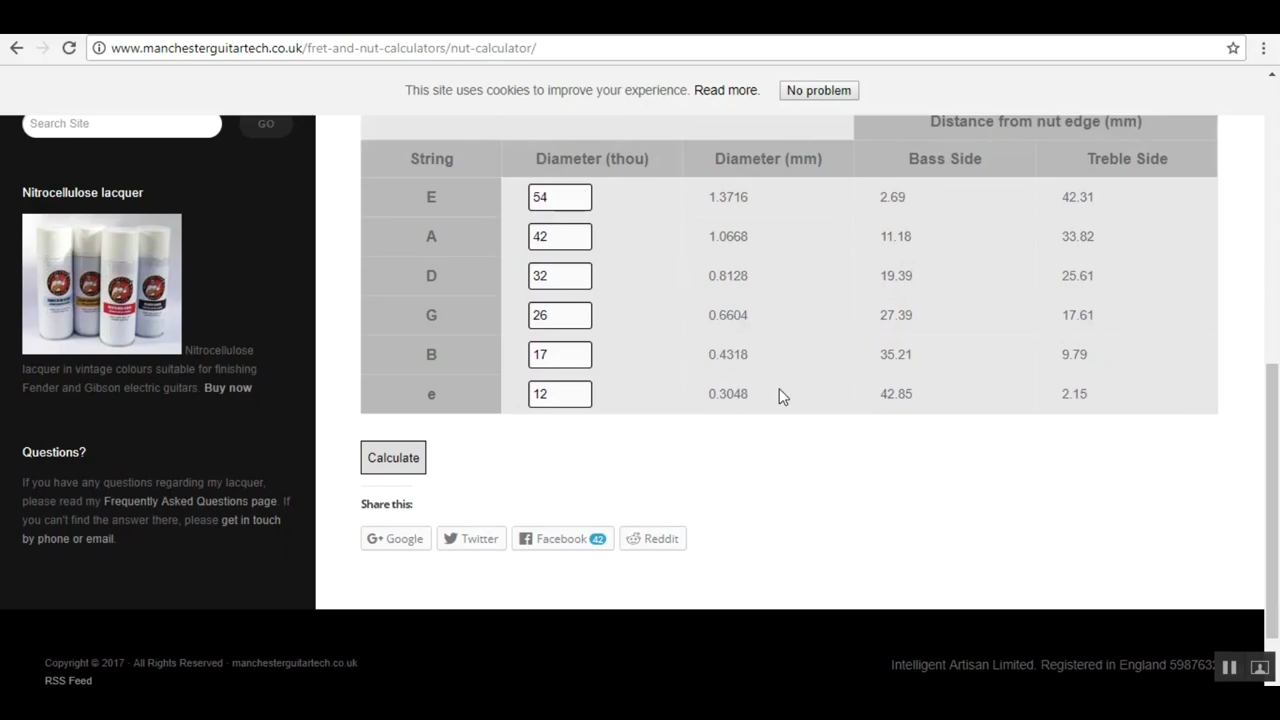 www.manchesterguitartech.co.uk/fret-and-nut-calculators/nut-calculator/
This site uses cookies to improve your experience. Read more. No problem
Search Site GO
Nitrocellulose lacquer
Nitrocellulose
lacquer in vintage colours suitable for finishing
Fender and Gibson electric guitars. Buy now
Questions?
If you have any questions regarding my lacquer,
please read my Frequently Asked Questions page. If
you can't find the answer there, please get in touch
by phone or email.
Distance from nut edge (mm)
String Diameter (thou) Diameter (mm) Bass Side Treble Side
E 54 1.3716 2.69 42.31
A 42 1.0668 11.18 33.82
D 32 0.8128 19.39 25.61
G 26 0.6604 27.39 17.61
B 17 0.4318 35.21 9.79
e 12 0.3048 42.85 2.15
Calculate
Share this:
G+ Google Twitter Facebook 42 Reddit
Copyright © 2017 · All Rights Reserved · manchesterguitartech.co.uk
RSS Feed
Intelligent Artisan Limited. Registered in England 5987632